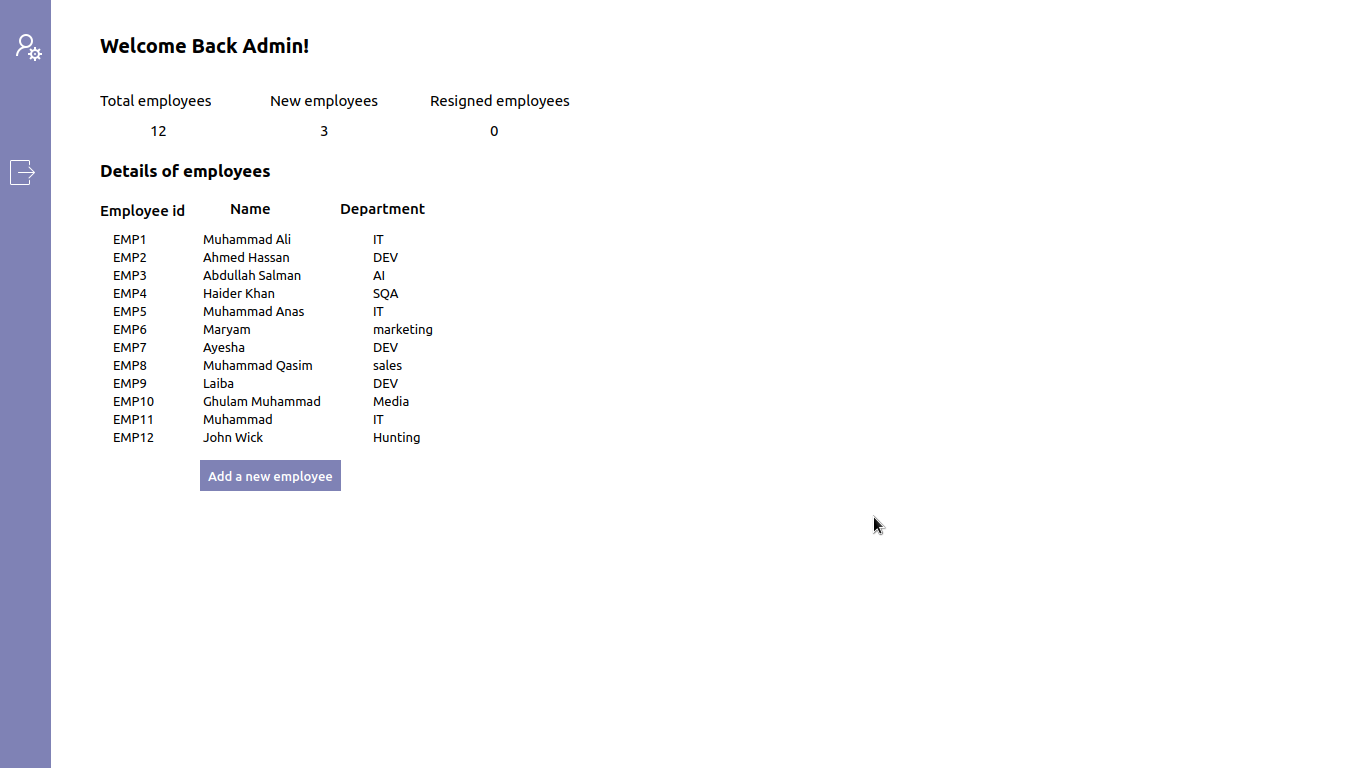 Welcome Back Admin!
Total employees New employees Resigned employees
12 3 0
Details of employees
Employee id Name Department
EMP1 Muhammad Ali IT
EMP2 Ahmed Hassan DEV
EMP3 Abdullah Salman AI
EMP4 Haider Khan SQA
EMP5 Muhammad Anas IT
EMP6 Maryam marketing
EMP7 Ayesha DEV
EMP8 Muhammad Qasim sales
EMP9 Laiba DEV
EMP10 Ghulam Muhammad Media
EMP11 Muhammad IT
EMP12 John Wick Hunting
Add a new employee